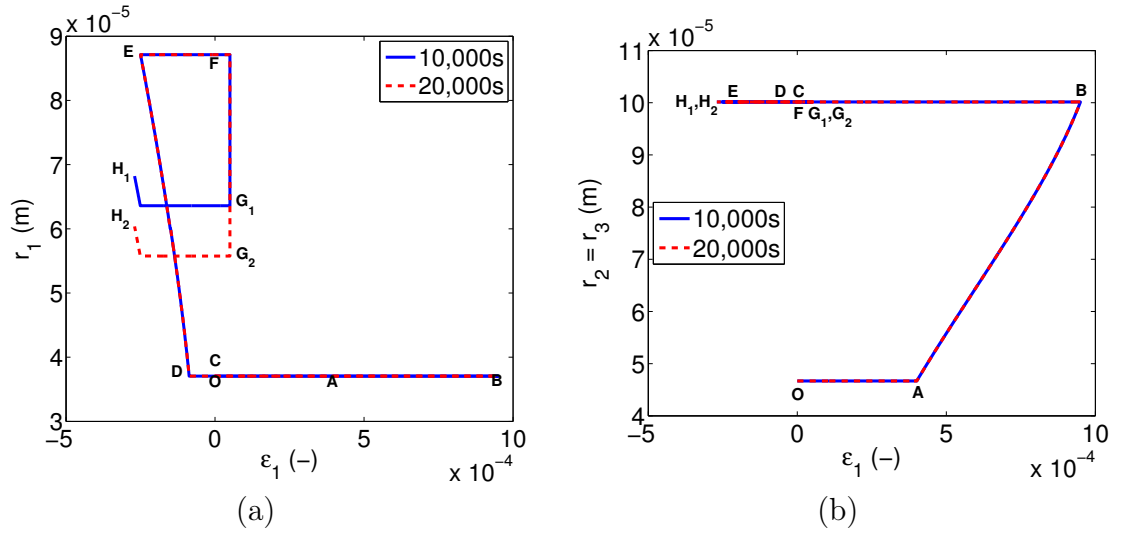 x 10⁻⁵
9
8
7
6
5
4
3
r₁ (m)
E
F
H₁
G₁
H₂
G₂
D
C
O
A
B
10,000s
20,000s
-5
0
5
10
x 10⁻⁴
ε₁ (−)
(a)
x 10⁻⁵
11
10
9
8
7
6
5
4
r₂ = r₃ (m)
H₁,H₂
E
D
C
B
F
G₁,G₂
10,000s
20,000s
O
A
-5
0
5
10
x 10⁻⁴
ε₁ (−)
(b)